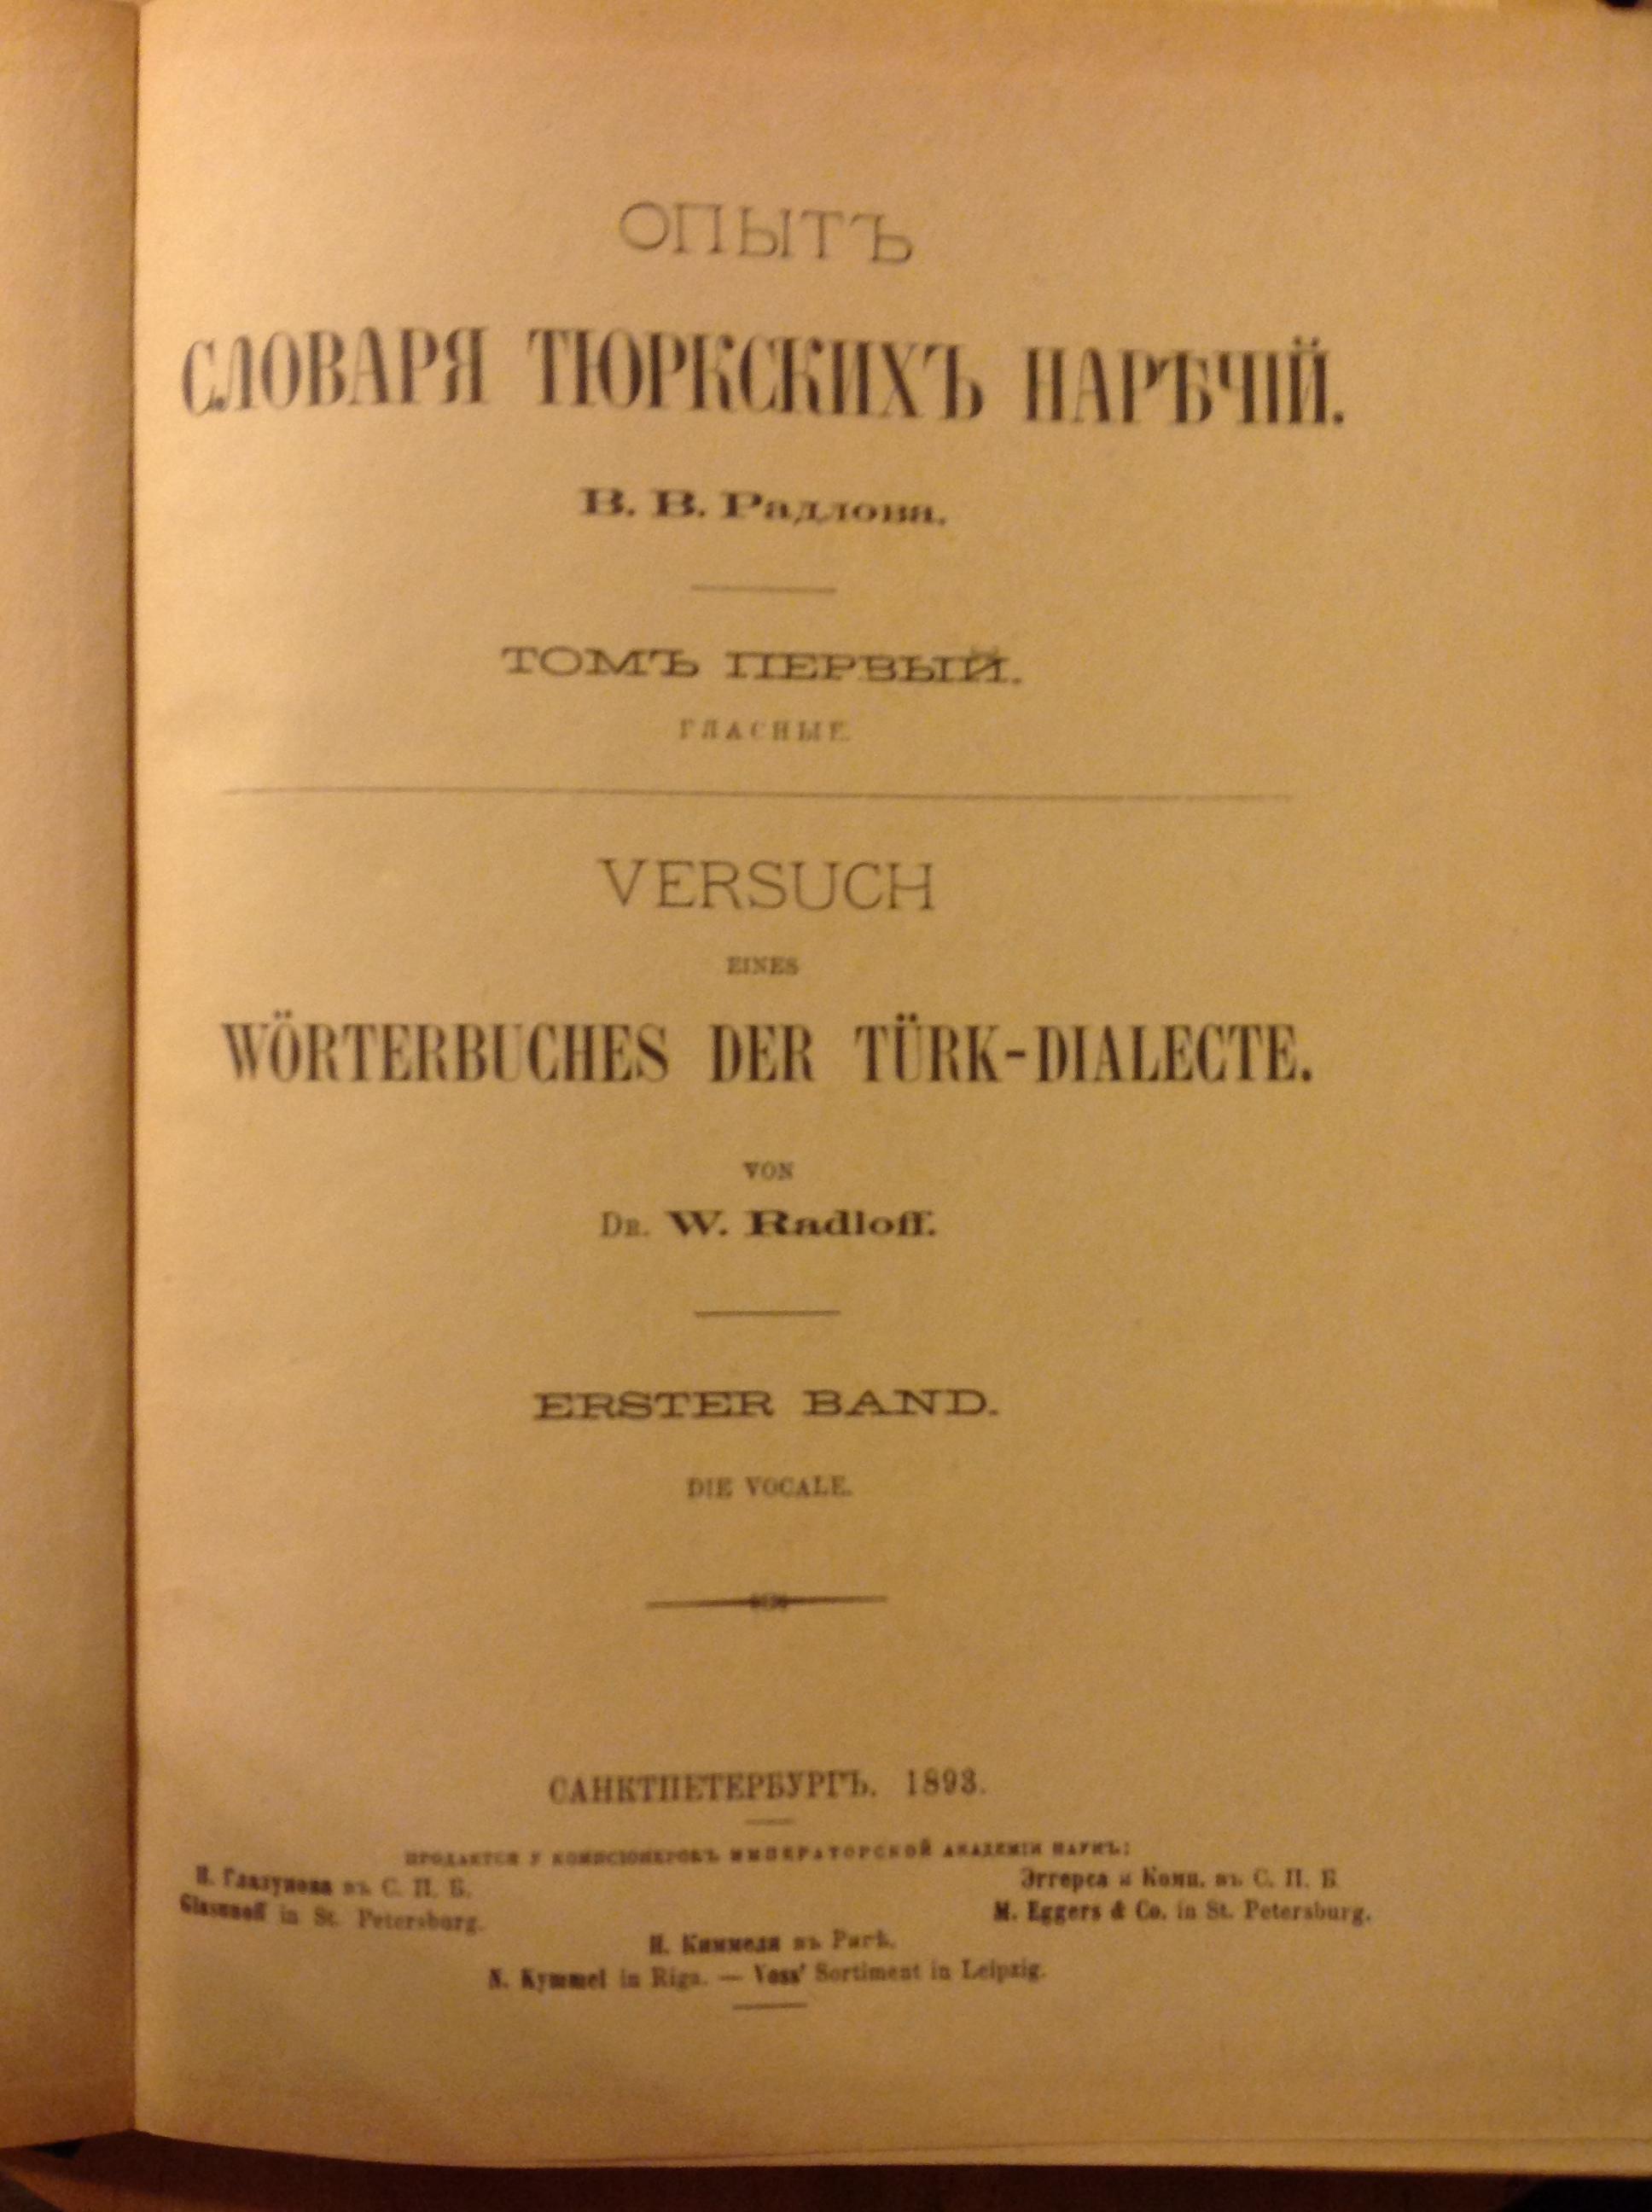 ОПЫТЪ
СЛОВАРЯ ТЮРКСКИХЪ НАРѢЧІЙ.
В. В. Радлова.
ТОМЪ ПЕРВЫЙ.
ГЛАСНЫЕ.
VERSUCH
EINES
WÖRTERBUCHES DER TÜRK-DIALECTE.
VON
DR. W. Radloff.
ERSTER BAND.
DIE VOCALE.
САНКТПЕТЕРБУРГЪ. 1893.
ПРОДАЕТСЯ У КОМИСІОНЕРОВЪ ИМПЕРАТОРСКОЙ АКАДЕМІИ НАУКЪ:
И. Глазунова въ С. П. Б.
Glasunoff in St. Petersburg.
Эггерса и Комп. въ С. П. Б.
M. Eggers & Co. in St. Petersburg.
Н. Киммеля въ Ригѣ.
N. Kymmel in Riga. — Voss' Sortiment in Leipzig.